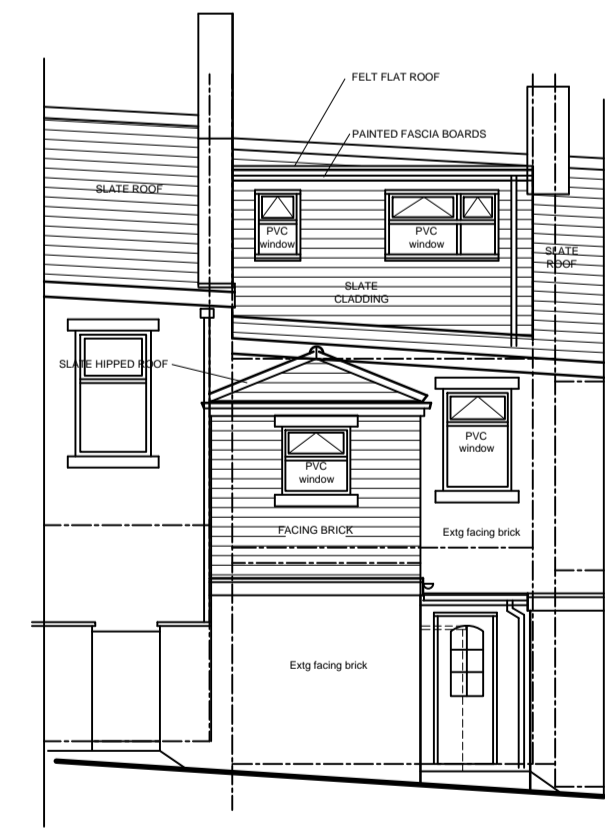 FELT FLAT ROOF
PAINTED FASCIA BOARDS
SLATE ROOF
PVC
window
PVC
window
SLATE
ROOF
SLATE
CLADDING
SLATE HIPPED ROOF
PVC
window
PVC
window
FACING BRICK
Extg facing brick
Extg facing brick